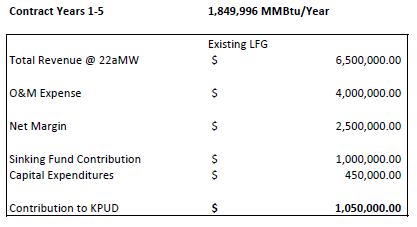 Contract Years 1-5 1,849,996 MMBtu/Year
Existing LFG
Total Revenue @ 22aMW $ 6,500,000.00
O&M Expense $ 4,000,000.00
Net Margin $ 2,500,000.00
Sinking Fund Contribution $ 1,000,000.00
Capital Expenditures $ 450,000.00
Contribution to KPUD $ 1,050,000.00